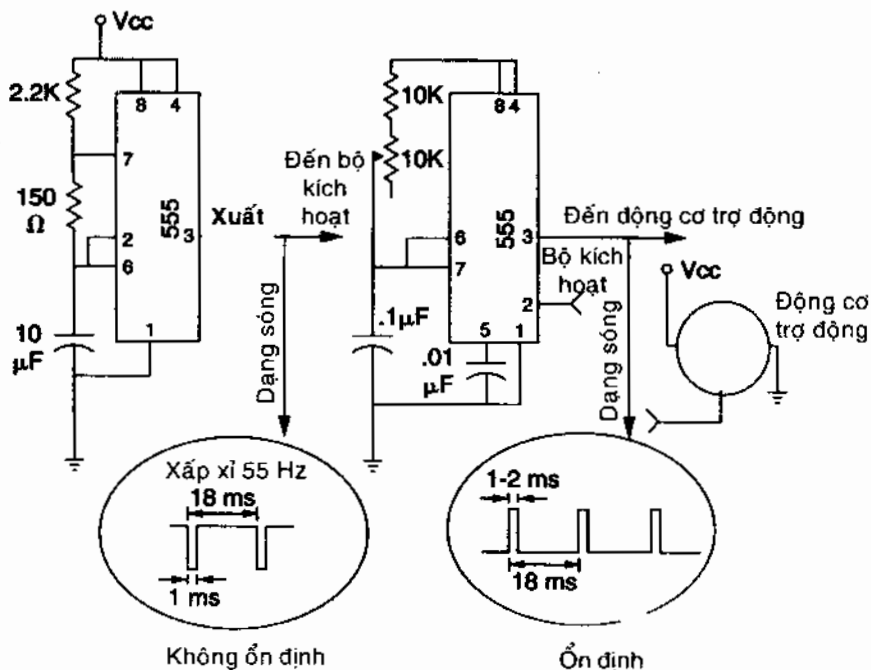 Vcc
2.2K
8 4
7
150
Ω
2
6
555
3
Xuất
1
10
μF
Đến bộ
kích
hoạt
Dạng sóng
10K
10K
84
555
6
7
3
2
5
1
.1μF
.01
μF
Đến động cơ trợ động
Bộ kích
hoạt
Dạng sóng
Vcc
Động cơ
trợ động
Xấp xỉ 55 Hz
18 ms
1 ms
Không ổn định
1-2 ms
18 ms
Ổn định